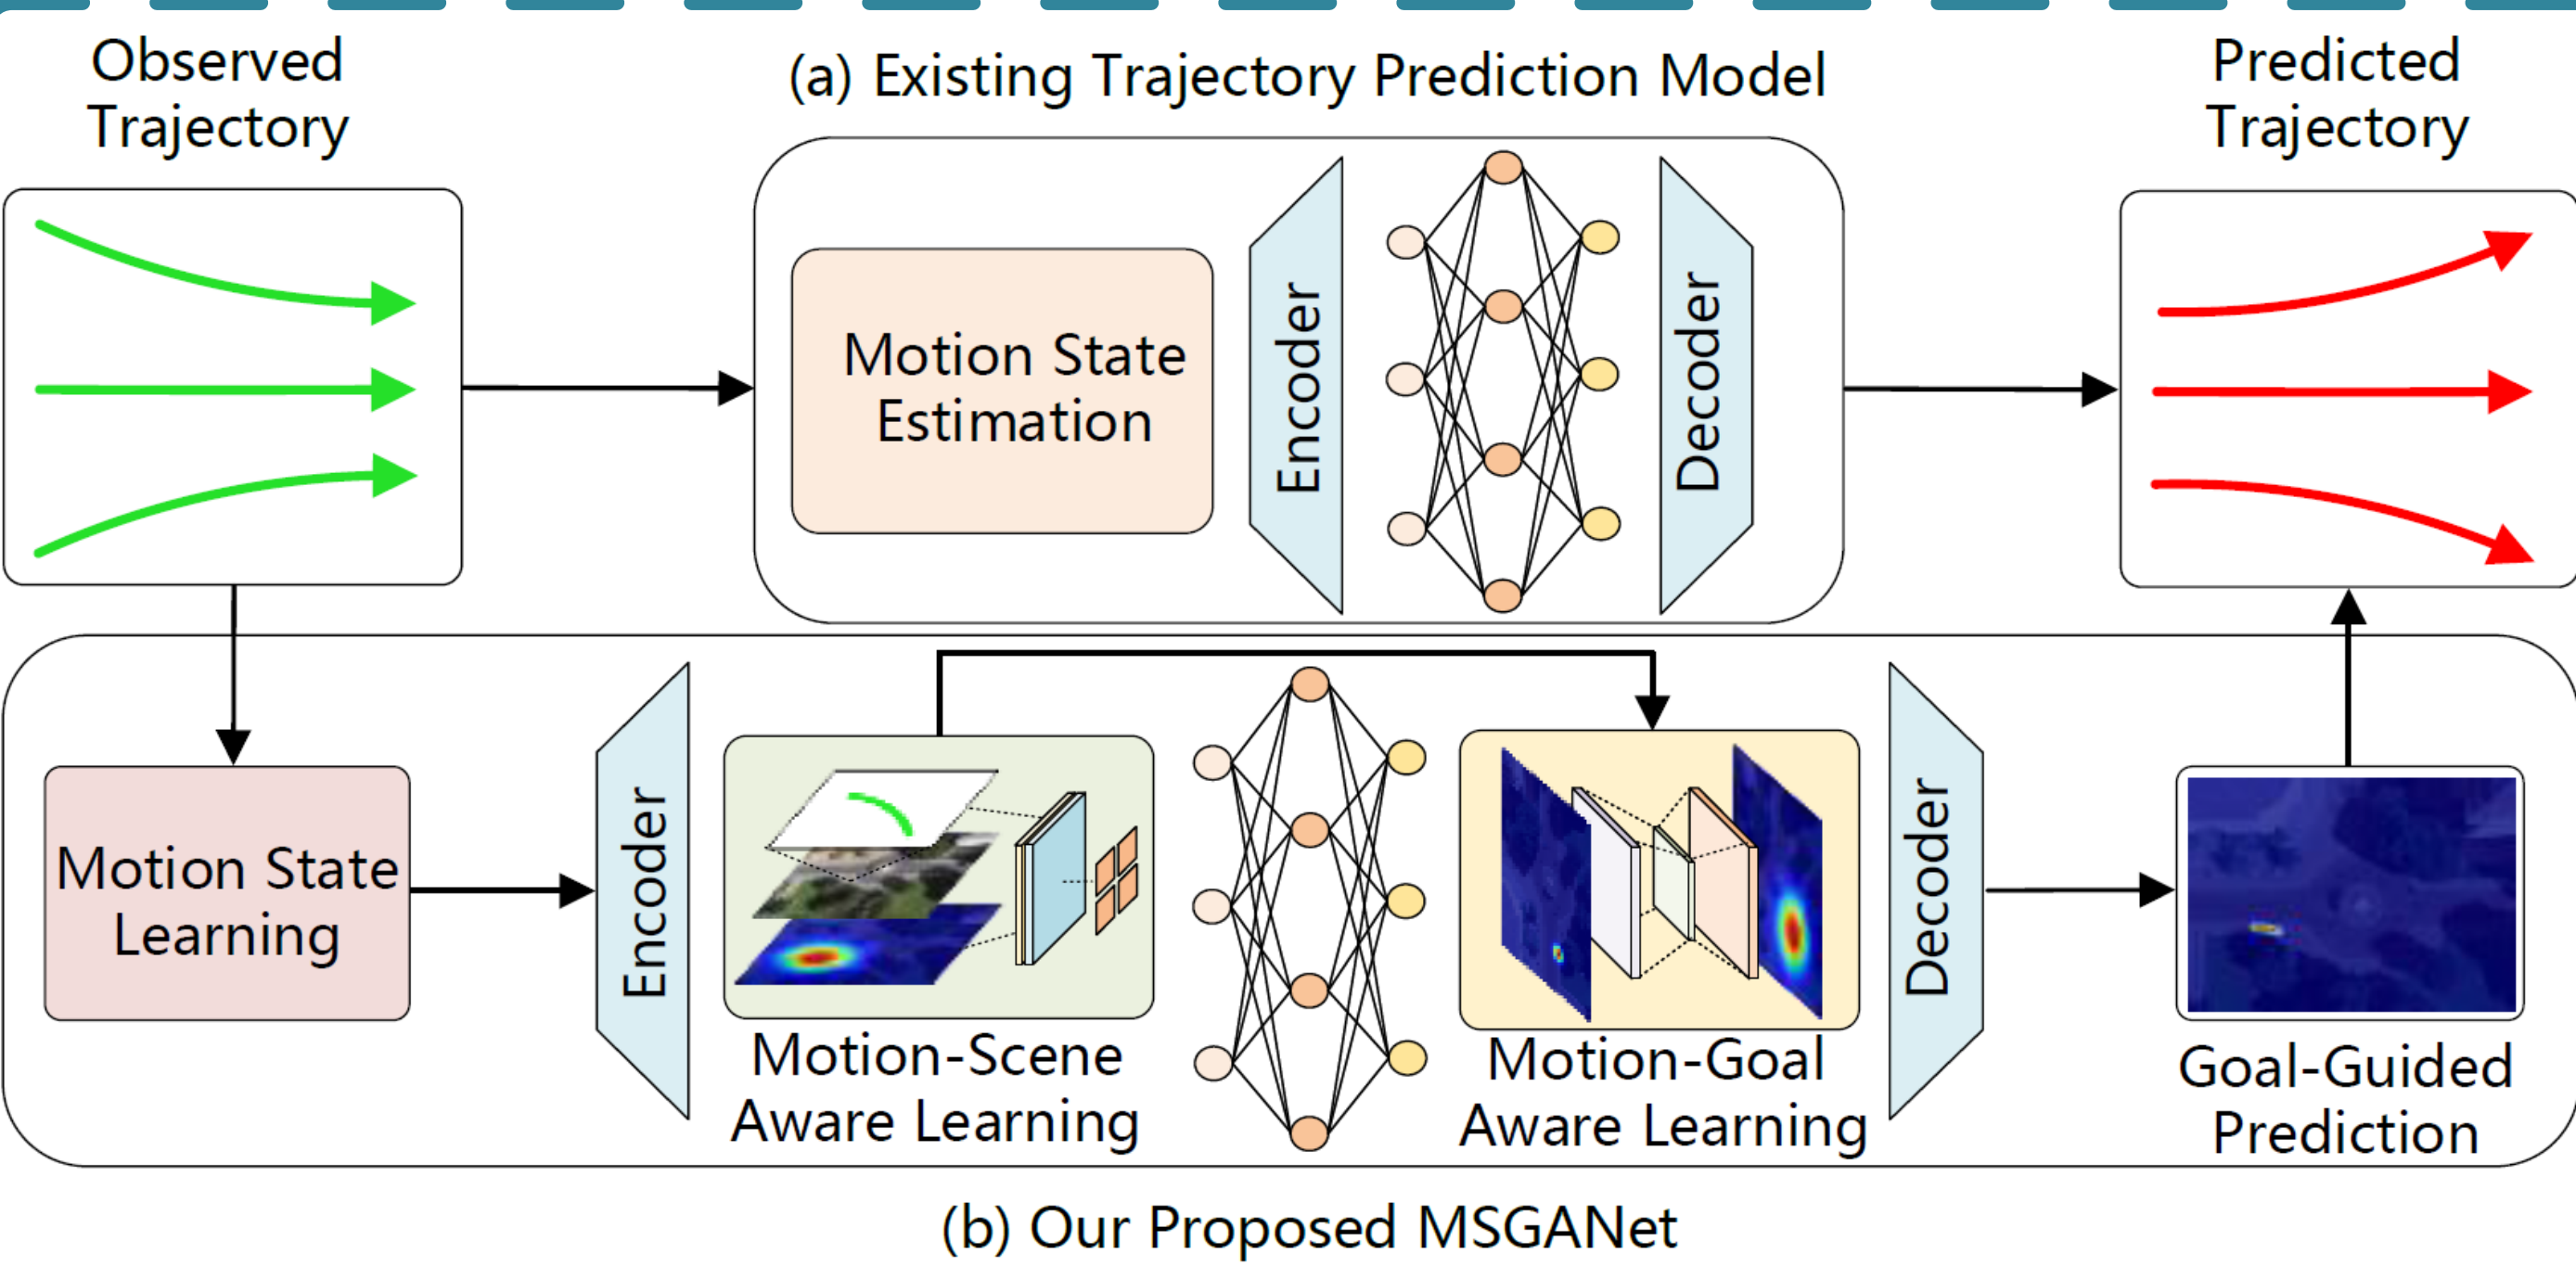 Observed
Trajectory
(a) Existing Trajectory Prediction Model
Predicted
Trajectory
Motion State
Estimation
Encoder
Decoder
Motion State
Learning
Encoder
Motion-Scene
Aware Learning
Motion-Goal
Aware Learning
Decoder
Goal-Guided
Prediction
(b) Our Proposed MSGANet